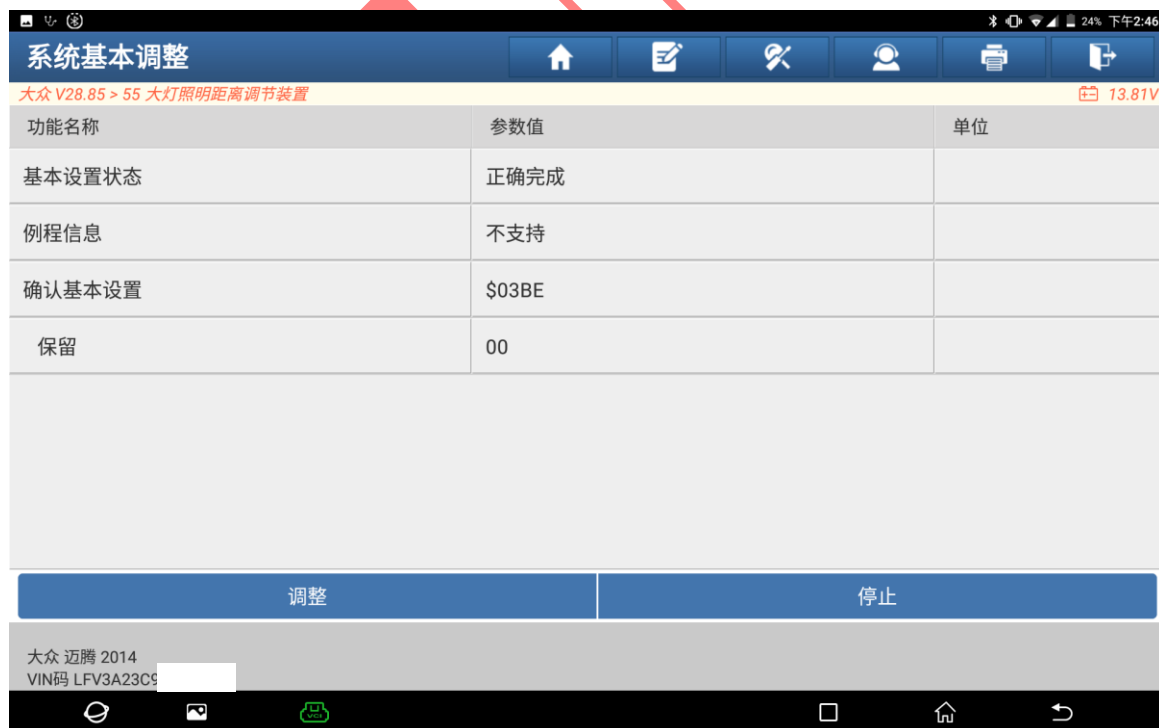 24% 下午2:46
系统基本调整
大众 V28.85 > 55 大灯照明距离调节装置 13.81V
功能名称 参数值 单位
基本设置状态 正确完成
例程信息 不支持
确认基本设置 $03BE
保留 00
调整 停止
大众 迈腾 2014
VIN码 LFV3A23C9
VCI